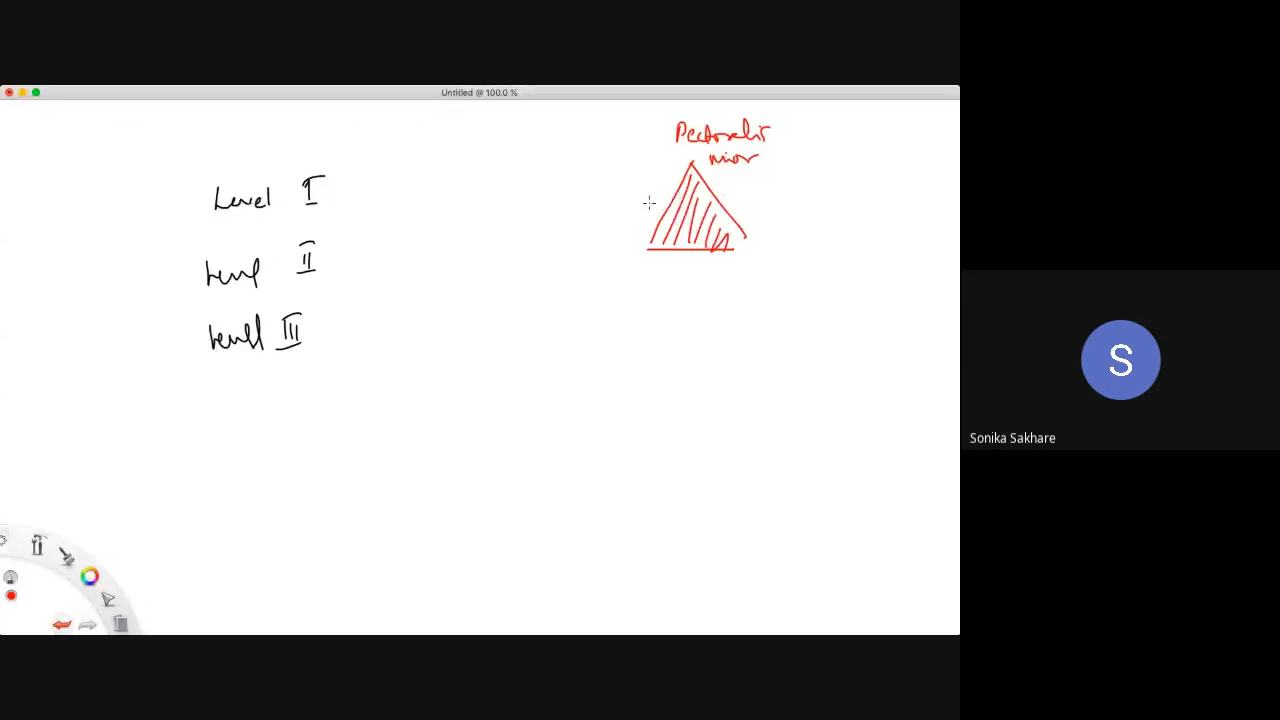 Untitled @ 100.0 %
Pectoralis
minor
Level I
Level II
Level III
S
Sonika Sakhare